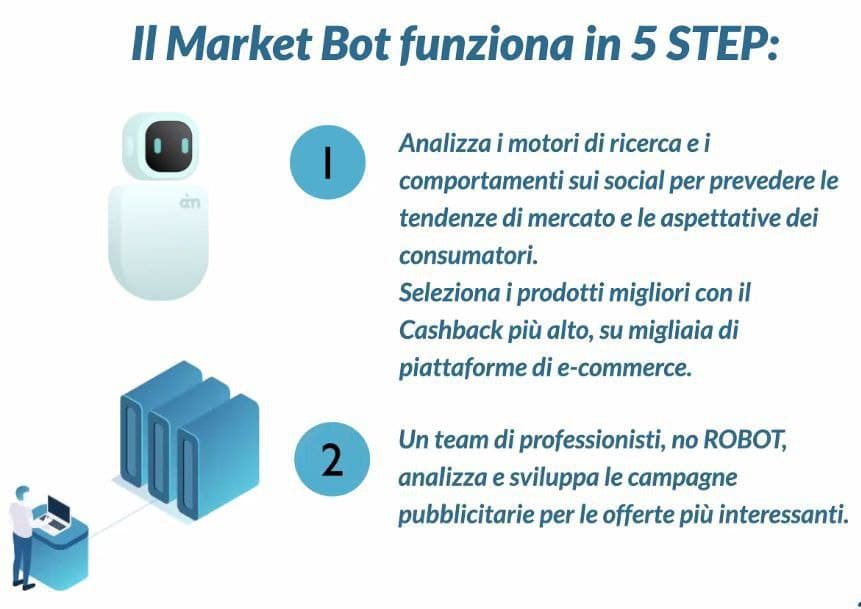 Il Market Bot funziona in 5 STEP:
1
Analizza i motori di ricerca e i
comportamenti sui social per prevedere le
tendenze di mercato e le aspettative dei
consumatori.
Seleziona i prodotti migliori con il
Cashback più alto, su migliaia di
piattaforme di e-commerce.
2
Un team di professionisti, no ROBOT,
analizza e sviluppa le campagne
pubblicitarie per le offerte più interessanti.